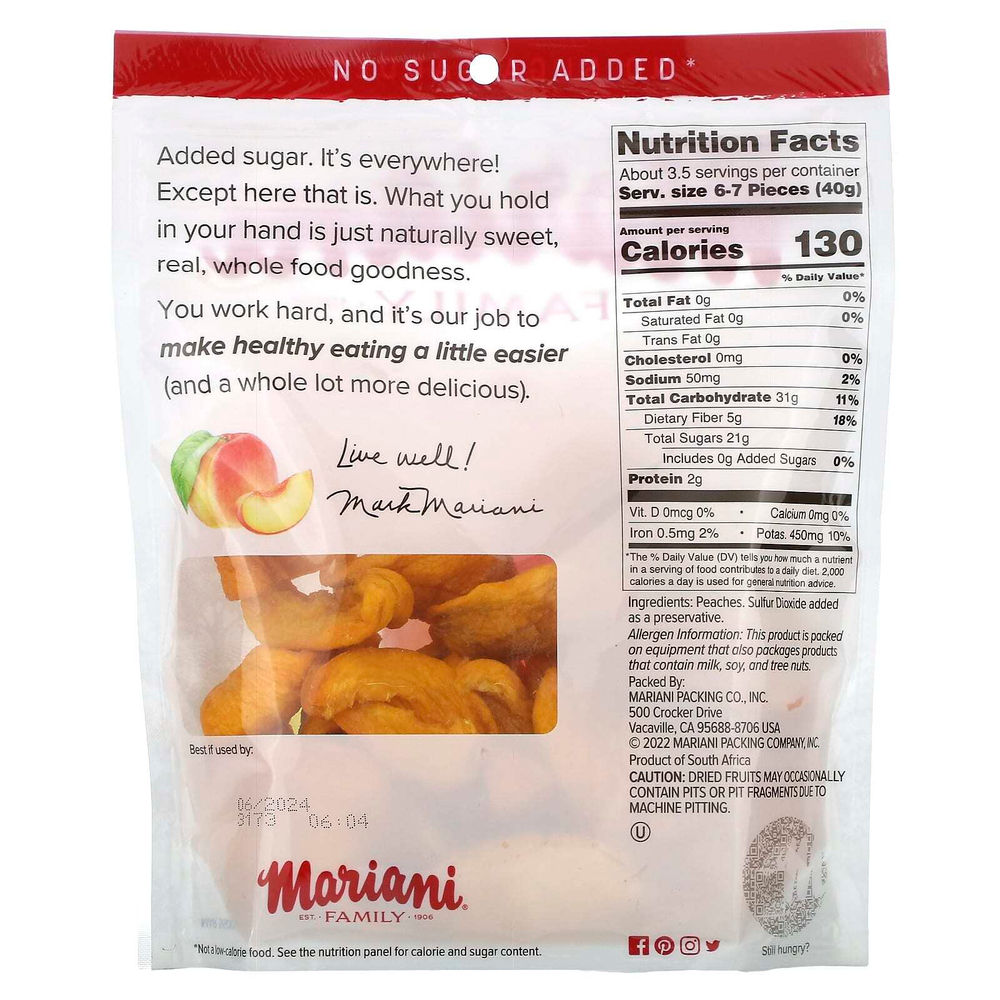 NO SUGAR ADDED*
Added sugar. It's everywhere!
Except here that is. What you hold
in your hand is just naturally sweet,
real, whole food goodness.
You work hard, and it's our job to
make healthy eating a little easier
(and a whole lot more delicious).
Live well!
Mark Mariani
Best if used by:
06/2024
3173 06:04
Mariani®
EST. · FAMILY · 1906
*Not a low-calorie food. See the nutrition panel for calorie and sugar content.
Nutrition Facts
About 3.5 servings per container
Serv. size 6-7 Pieces (40g)
Amount per serving
Calories 130
% Daily Value*
Total Fat 0g 0%
Saturated Fat 0g 0%
Trans Fat 0g
Cholesterol 0mg 0%
Sodium 50mg 2%
Total Carbohydrate 31g 11%
Dietary Fiber 5g 18%
Total Sugars 21g
Includes 0g Added Sugars 0%
Protein 2g
Vit. D 0mcg 0% • Calcium 0mg 0%
Iron 0.5mg 2% • Potas. 450mg 10%
*The % Daily Value (DV) tells you how much a nutrient
in a serving of food contributes to a daily diet. 2,000
calories a day is used for general nutrition advice.
Ingredients: Peaches. Sulfur Dioxide added
as a preservative.
Allergen Information: This product is packed
on equipment that also packages products
that contain milk, soy, and tree nuts.
Packed By:
MARIANI PACKING CO., INC.
500 Crocker Drive
Vacaville, CA 95688-8706 USA
© 2022 MARIANI PACKING COMPANY, INC.
Product of South Africa
CAUTION: DRIED FRUITS MAY OCCASIONALLY
CONTAIN PITS OR PIT FRAGMENTS DUE TO
MACHINE PITTING.
U
Still hungry?